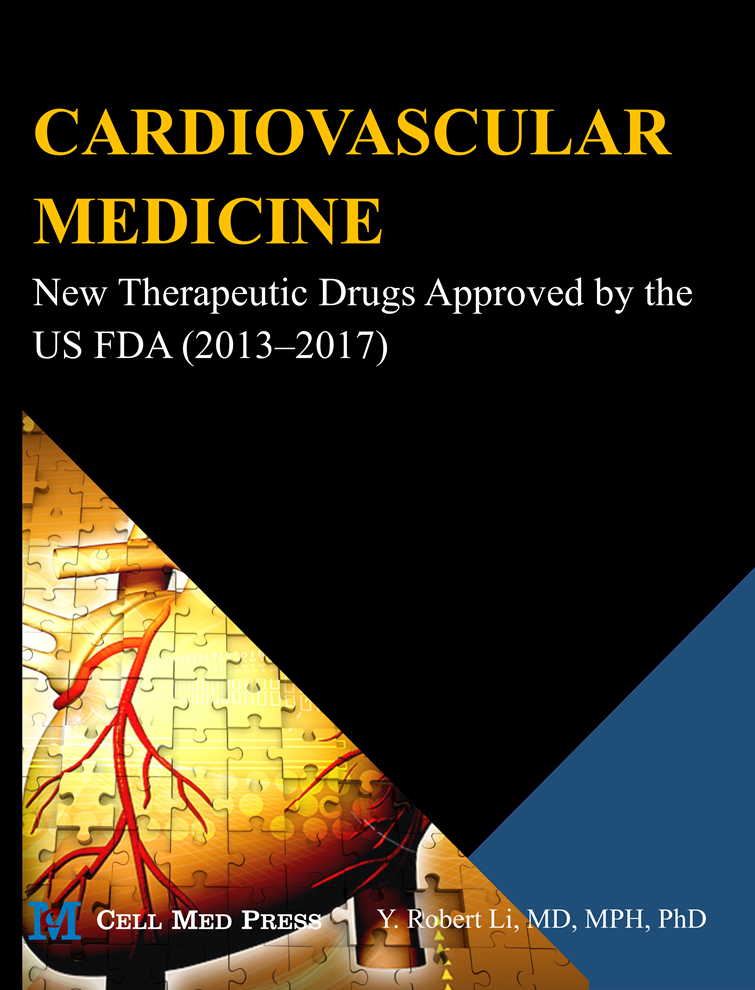 CARDIOVASCULAR
MEDICINE
New Therapeutic Drugs Approved by the
US FDA (2013–2017)
CELL MED PRESS
Y. Robert Li, MD, MPH, PhD